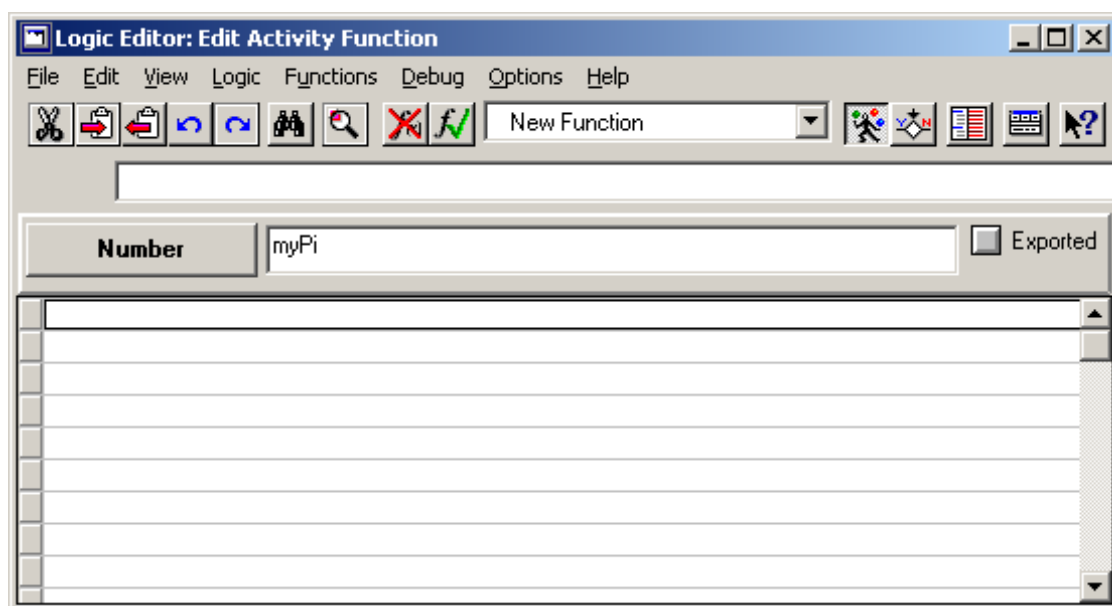 Logic Editor: Edit Activity Function
File Edit View Logic Functions Debug Options Help
New Function
Number myPi Exported